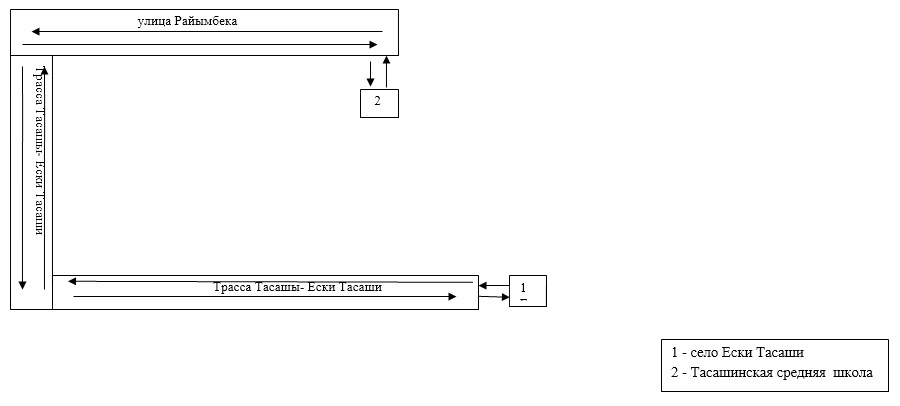 улица Райымбека
2
Трасса Тасашы- Ески Тасаши
Трасса Тасашы- Ески Тасаши
1
1 - село Ески Тасаши
2 - Тасашинская средняя школа